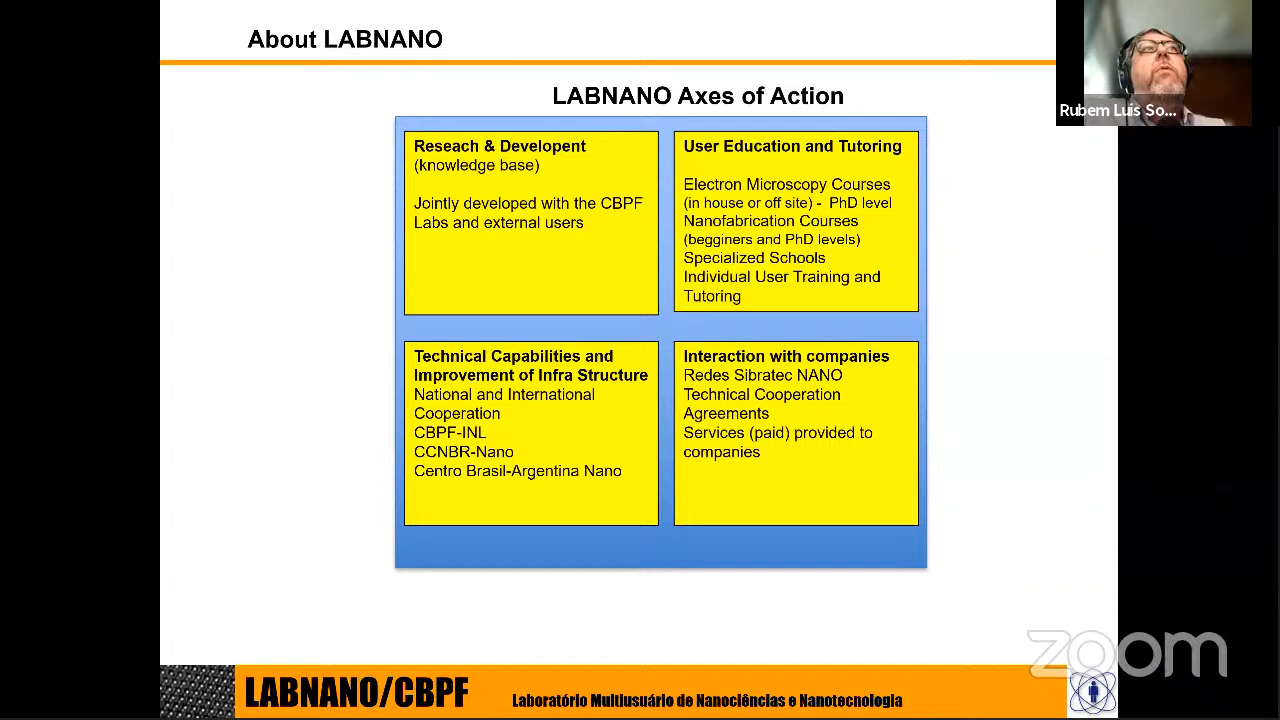 About LABNANO
Rubem Luis So...
LABNANO Axes of Action
Reseach & Developent
(knowledge base)
Jointly developed with the CBPF
Labs and external users
User Education and Tutoring
Electron Microscopy Courses
(in house or off site) - PhD level
Nanofabrication Courses
(begginers and PhD levels)
Specialized Schools
Individual User Training and
Tutoring
Technical Capabilities and
Improvement of Infra Structure
National and International
Cooperation
CBPF-INL
CCNBR-Nano
Centro Brasil-Argentina Nano
Interaction with companies
Redes Sibratec NANO
Technical Cooperation
Agreements
Services (paid) provided to
companies
zoom
LABNANO/CBPF
Laboratório Multiusuário de Nanociências e Nanotecnologia